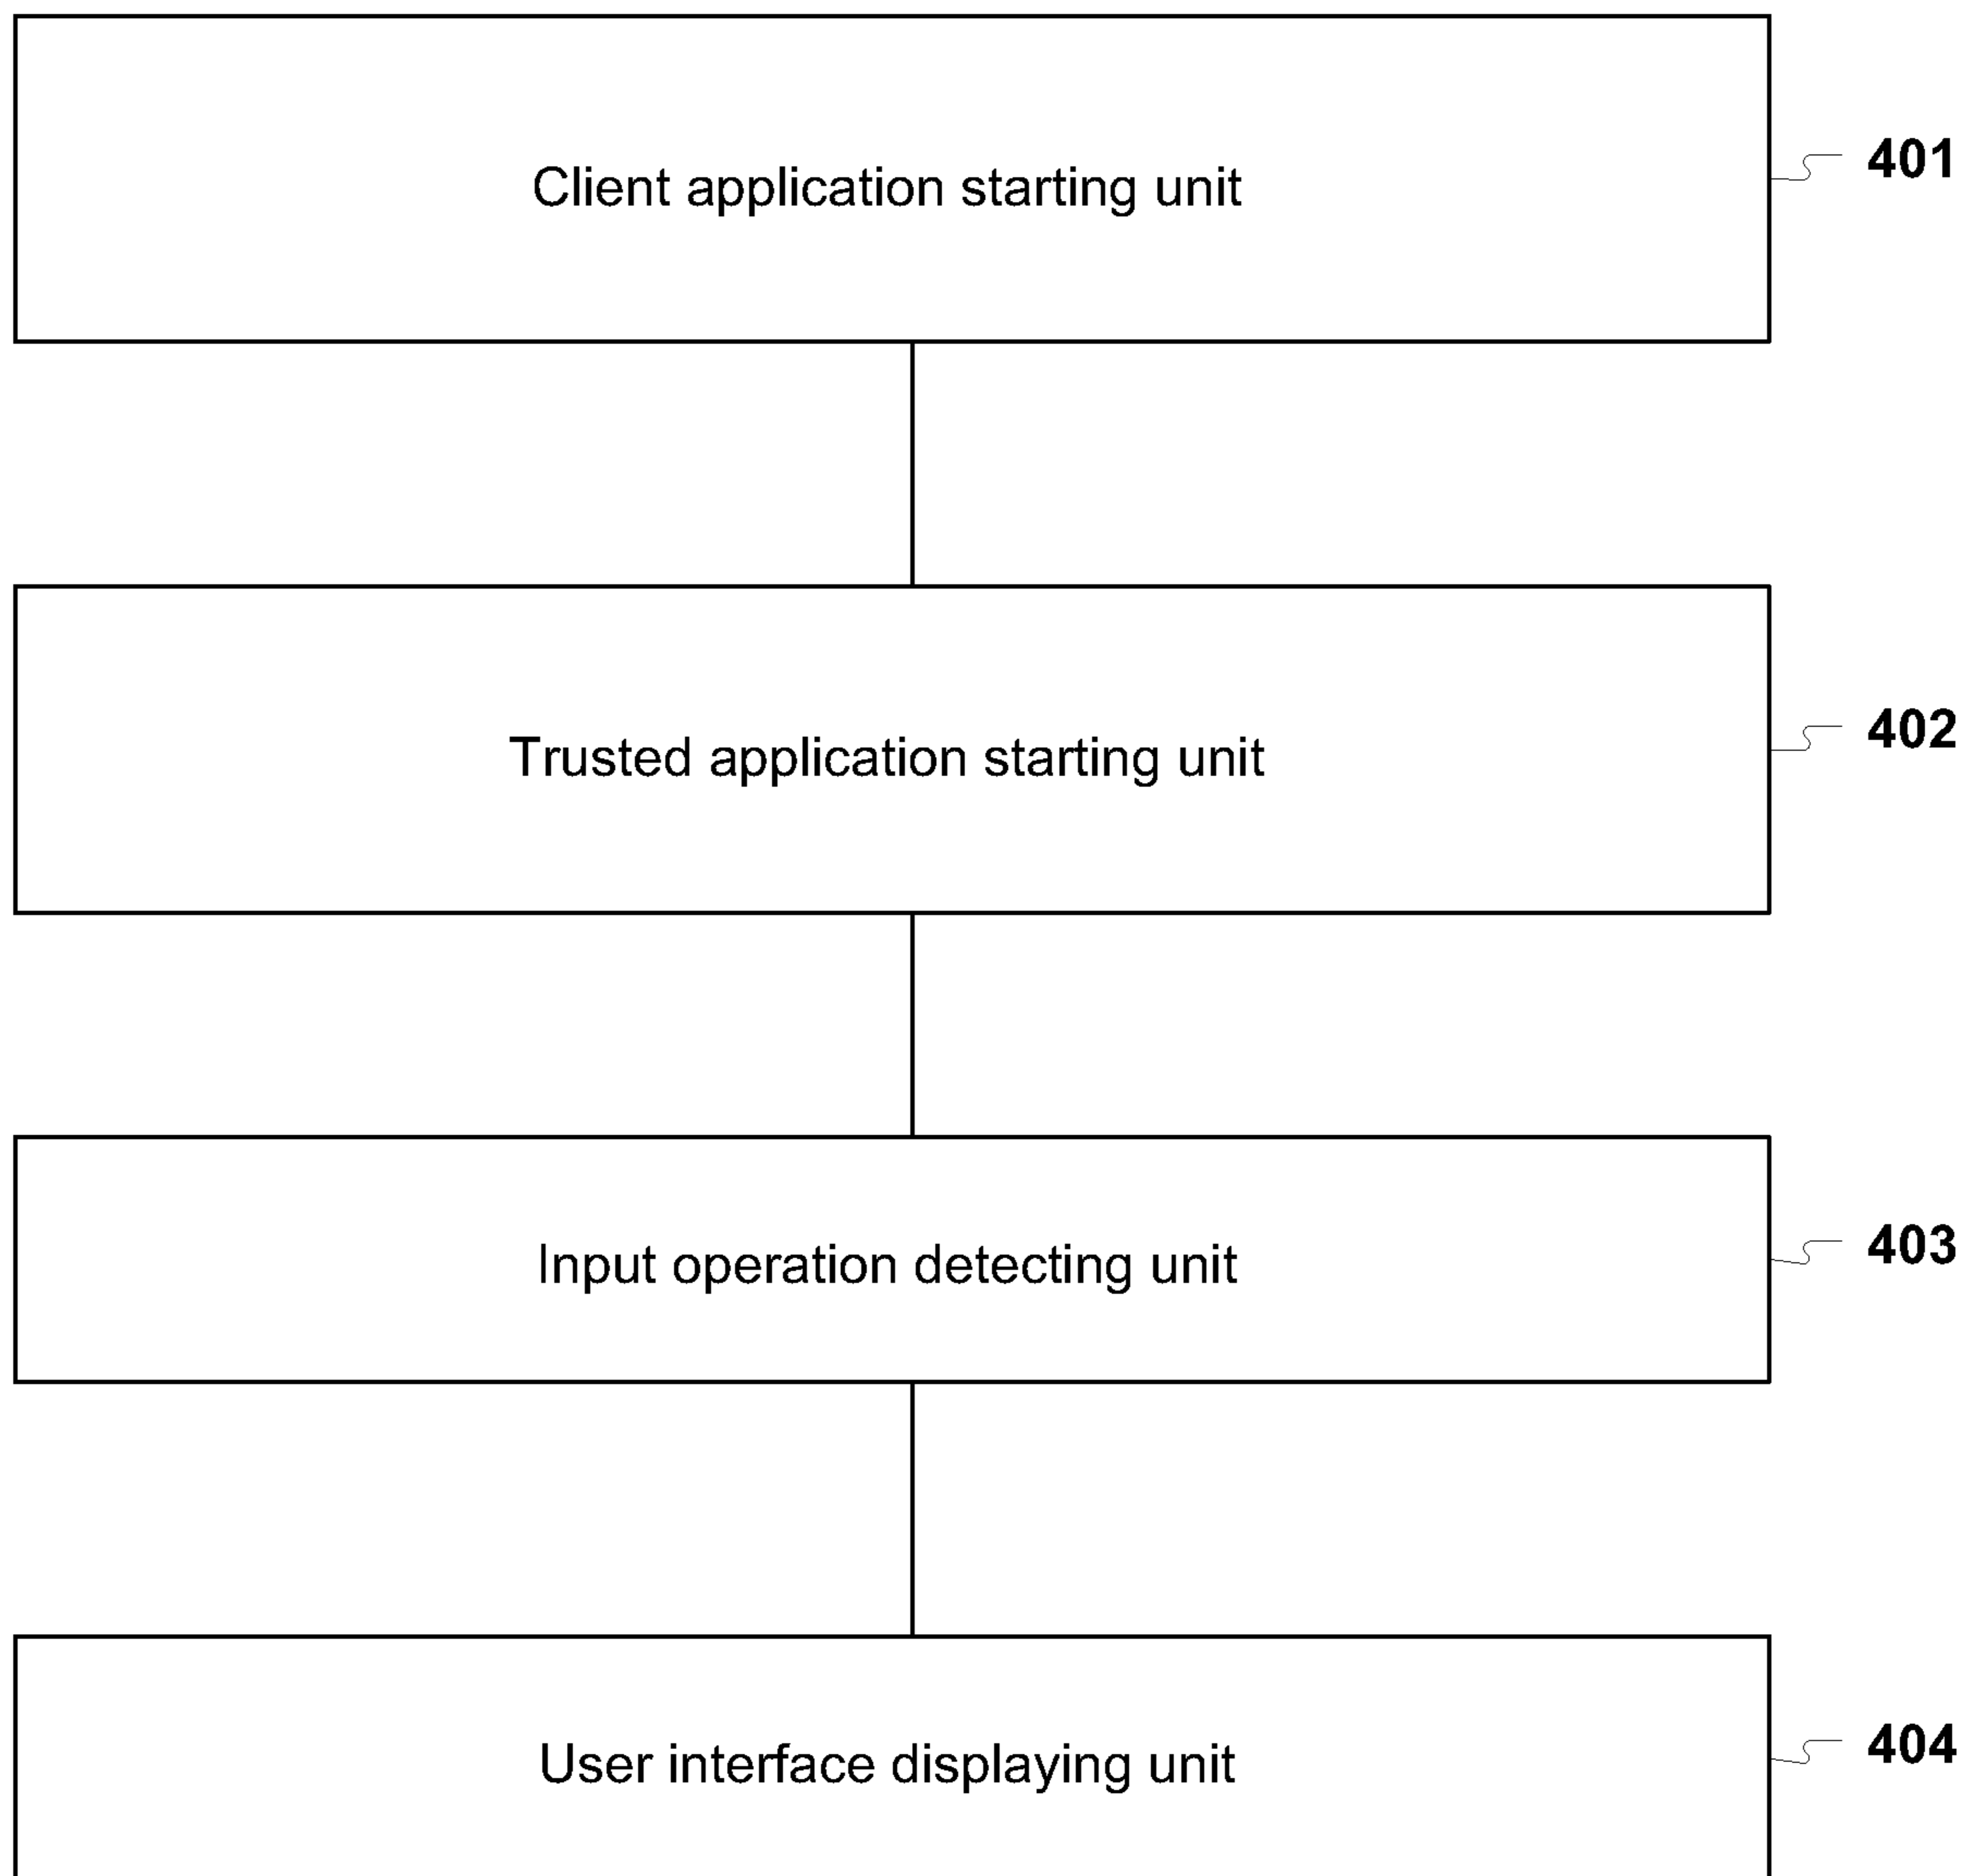 Client application starting unit
401
Trusted application starting unit
402
Input operation detecting unit
403
User interface displaying unit
404